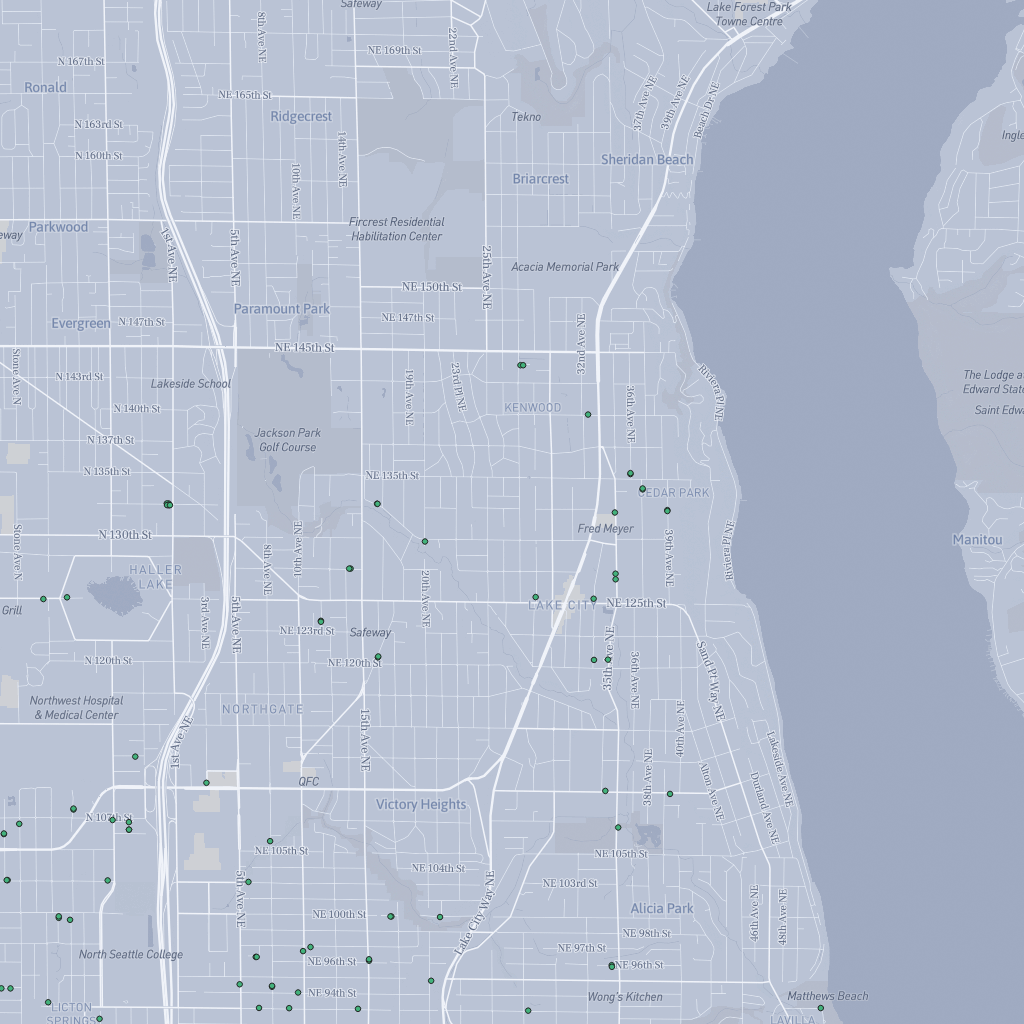 Safeway
Lake Forest Park
Towne Centre
8th Ave NE
22nd Ave NE
NE 169th St
N 167th St
Ronald
NE 165th St
37th Ave NE
39th Ave NE
Beach Dr NE
Ridgecrest
Tekno
N 163rd St
14th Ave NE
N 160th St
Sheridan Beach
10th Ave NE
Briarcrest
Parkwood
Fircrest Residential
Habilitation Center
eway
1st Ave NE
5th Ave NE
25th Ave NE
Acacia Memorial Park
NE 150th St
Paramount Park
Evergreen
N 147th St
NE 147th St
32nd Ave NE
NE 145th St
Stone Ave N
N 143rd St
Lakeside School
19th Ave NE
23rd Pl NE
Riviera Pl NE
The Lodge at
Edward State
Saint Edwa
N 140th St
KENWOOD
36th Ave NE
N 137th St
Jackson Park
Golf Course
N 135th St
NE 135th St
CEDAR PARK
Fred Meyer
N 130th St
Stone Ave N
8th Ave NE
10th Ave NE
39th Ave NE
Riviera Pl NE
Manitou
HALLER
LAKE
20th Ave NE
Grill
3rd Ave NE
5th Ave NE
LAKE CITY
NE 125th St
NE 123rd St
Safeway
35th Ave NE
36th Ave NE
Sand Pt Way NE
N 120th St
NE 120th St
Northwest Hospital
& Medical Center
NORTHGATE
1st Ave NE
15th Ave NE
40th Ave NE
Lakeside Ave NE
QFC
38th Ave NE
Alton Ave NE
Durland Ave NE
Victory Heights
N 107th St
NE 105th St
NE 105th St
NE 104th St
5th Ave NE
NE 103rd St
46th Ave NE
48th Ave NE
Alicia Park
NE 100th St
Lake City Way NE
NE 98th St
NE 97th St
North Seattle College
NE 96th St
NE 96th St
NE 94th St
Wong's Kitchen
Matthews Beach
LICTON
SPRINGS
LAVILLA
Ingle